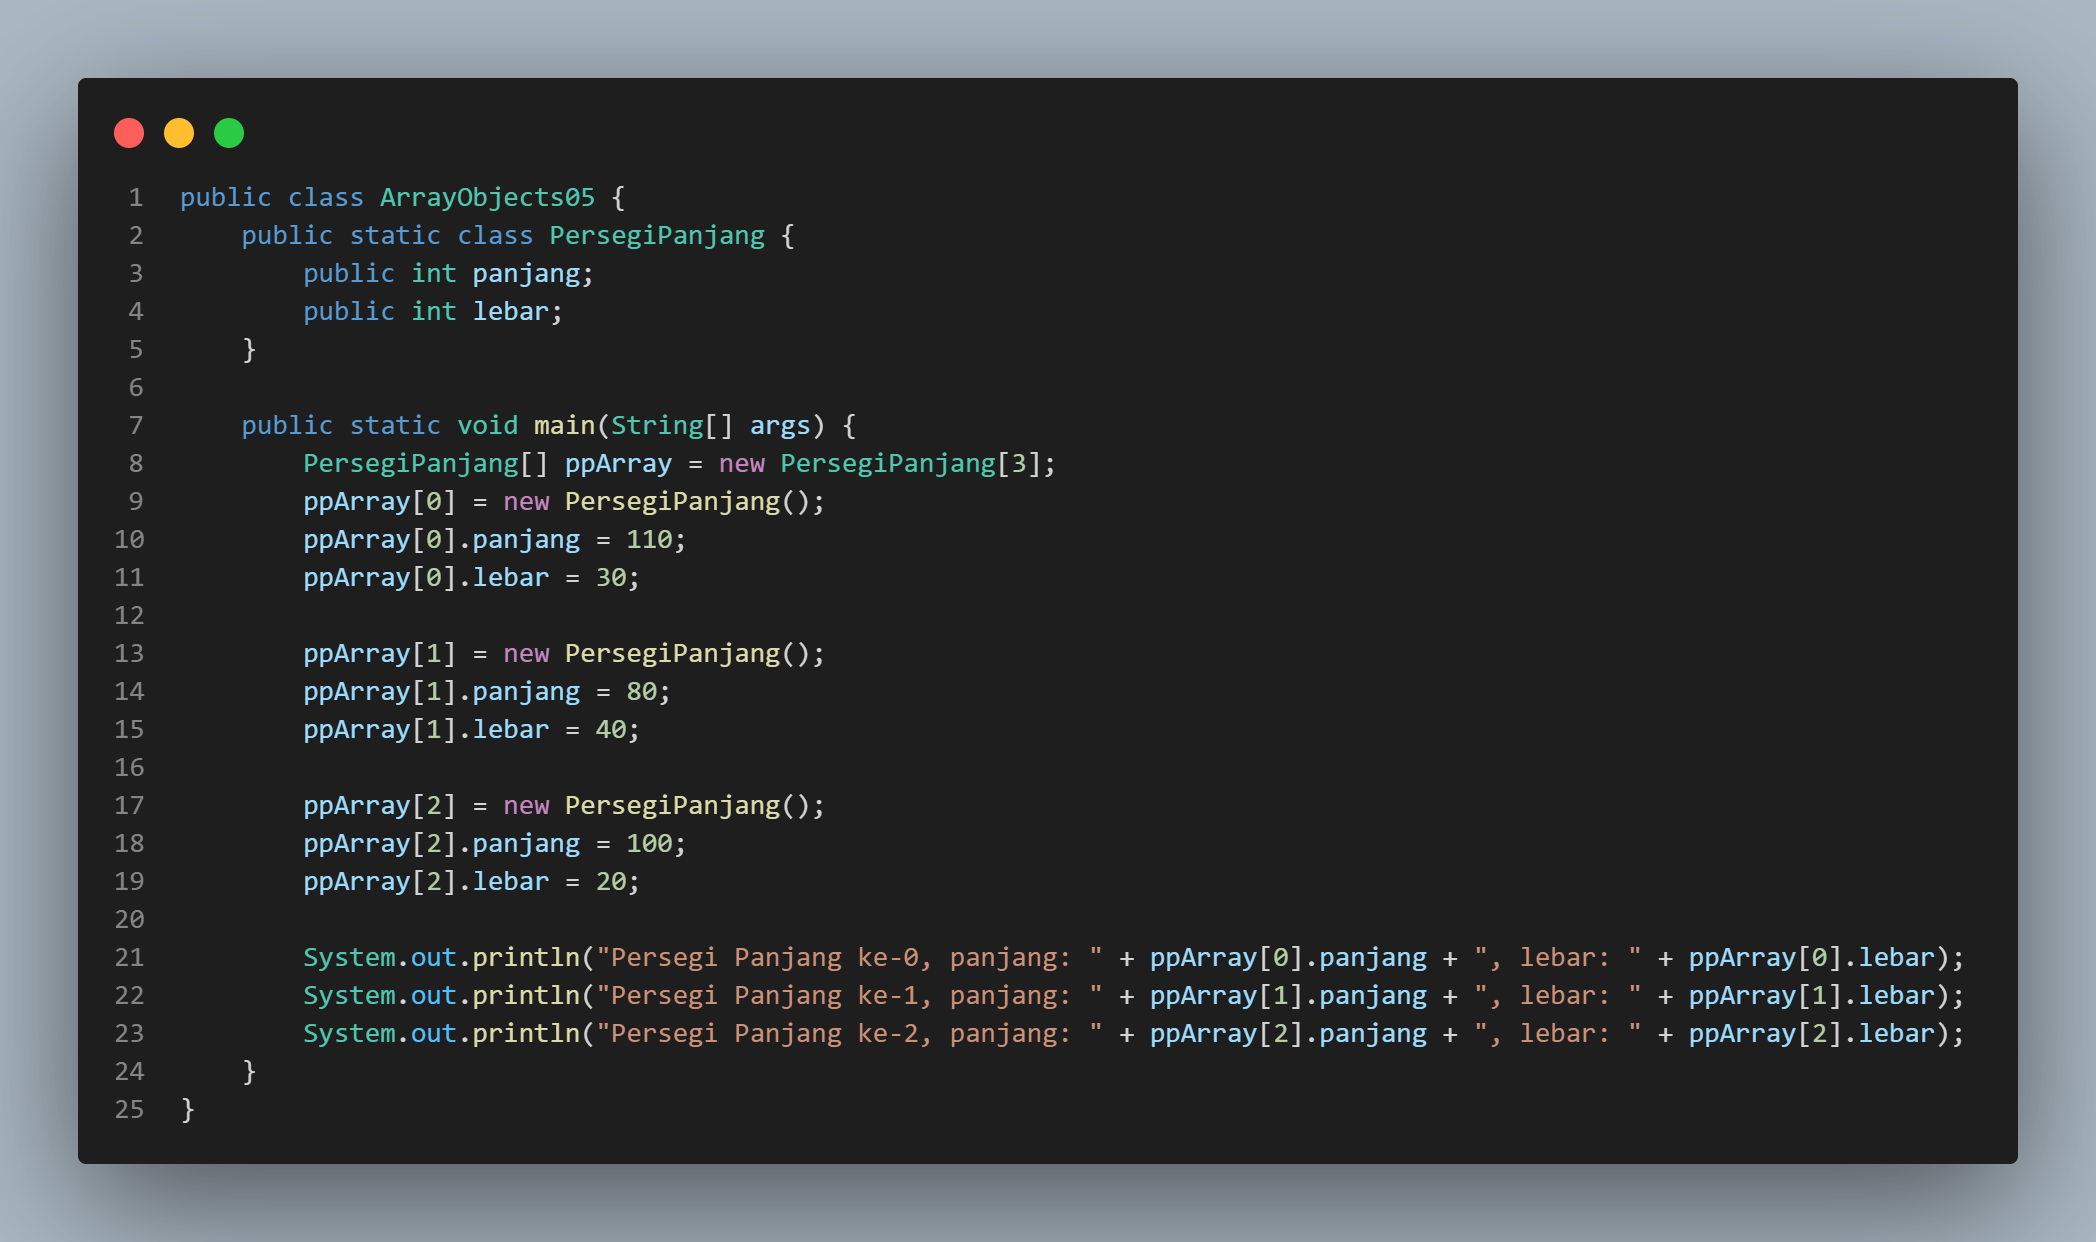 1 public class ArrayObjects05 {
2     public static class PersegiPanjang {
3         public int panjang;
4         public int lebar;
5     }
6
7     public static void main(String[] args) {
8         PersegiPanjang[] ppArray = new PersegiPanjang[3];
9         ppArray[0] = new PersegiPanjang();
10         ppArray[0].panjang = 110;
11         ppArray[0].lebar = 30;
12
13         ppArray[1] = new PersegiPanjang();
14         ppArray[1].panjang = 80;
15         ppArray[1].lebar = 40;
16
17         ppArray[2] = new PersegiPanjang();
18         ppArray[2].panjang = 100;
19         ppArray[2].lebar = 20;
20
21         System.out.println("Persegi Panjang ke-0, panjang: " + ppArray[0].panjang + ", lebar: " + ppArray[0].lebar);
22         System.out.println("Persegi Panjang ke-1, panjang: " + ppArray[1].panjang + ", lebar: " + ppArray[1].lebar);
23         System.out.println("Persegi Panjang ke-2, panjang: " + ppArray[2].panjang + ", lebar: " + ppArray[2].lebar);
24     }
25 }